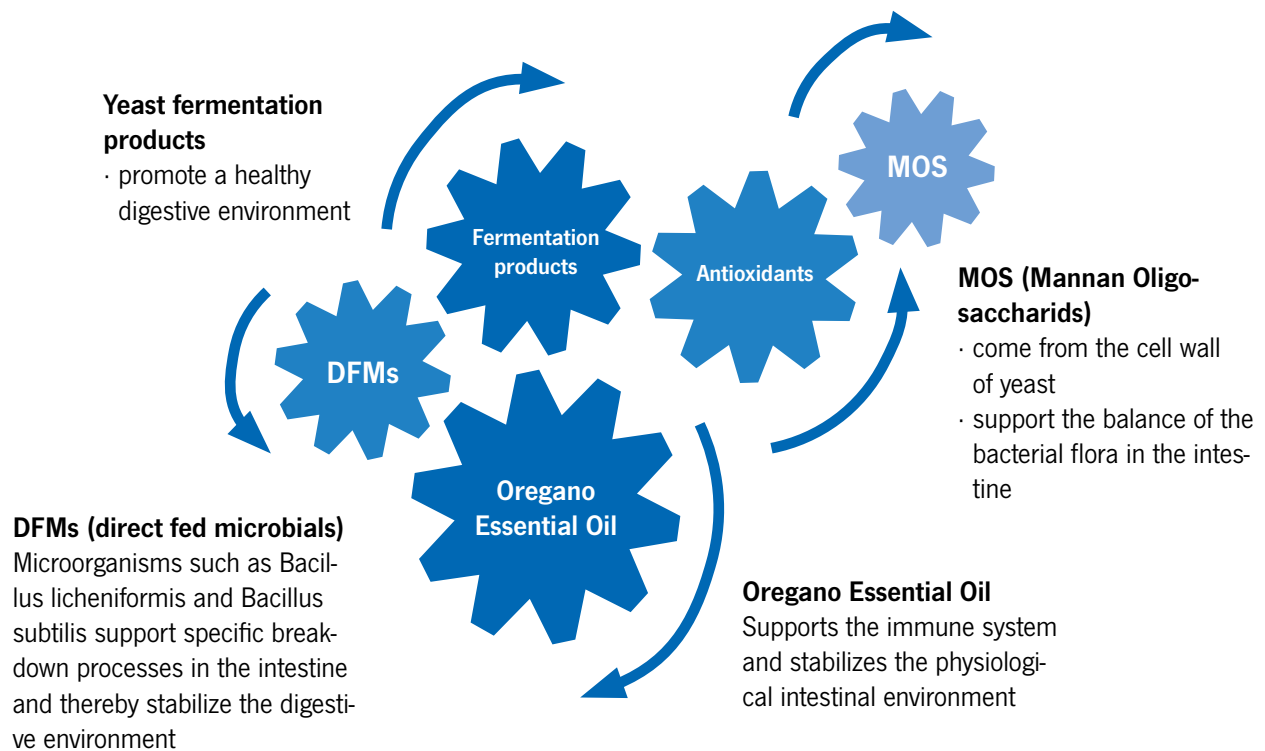 Yeast fermentation
products
· promote a healthy
digestive environment
Fermentation
products
Antioxidants
MOS
DFMs
Oregano
Essential Oil
MOS (Mannan Oligo-
saccharids)
· come from the cell wall
of yeast
· support the balance of the
bacterial flora in the intes-
tine
DFMs (direct fed microbials)
Microorganisms such as Bacil-
lus licheniformis and Bacillus
subtilis support specific break-
down processes in the intestine
and thereby stabilize the digesti-
ve environment
Oregano Essential Oil
Supports the immune system
and stabilizes the physiologi-
cal intestinal environment